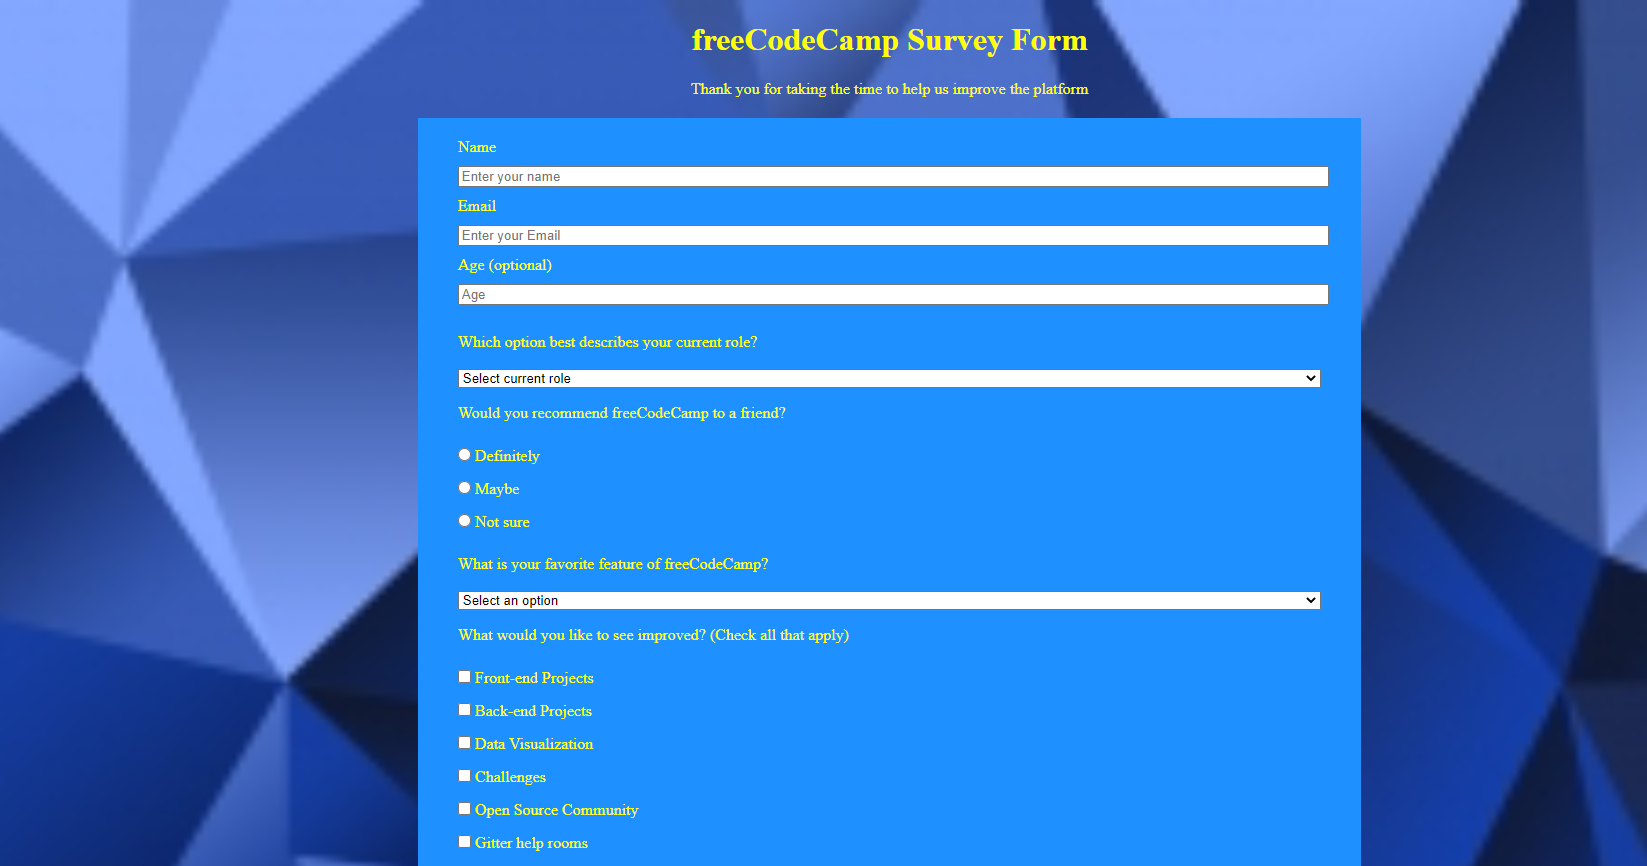 freeCodeCamp Survey Form
Thank you for taking the time to help us improve the platform
Name
Enter your name
Email
Enter your Email
Age (optional)
Age
Which option best describes your current role?
Select current role
Would you recommend freeCodeCamp to a friend?
Definitely
Maybe
Not sure
What is your favorite feature of freeCodeCamp?
Select an option
What would you like to see improved? (Check all that apply)
Front-end Projects
Back-end Projects
Data Visualization
Challenges
Open Source Community
Gitter help rooms